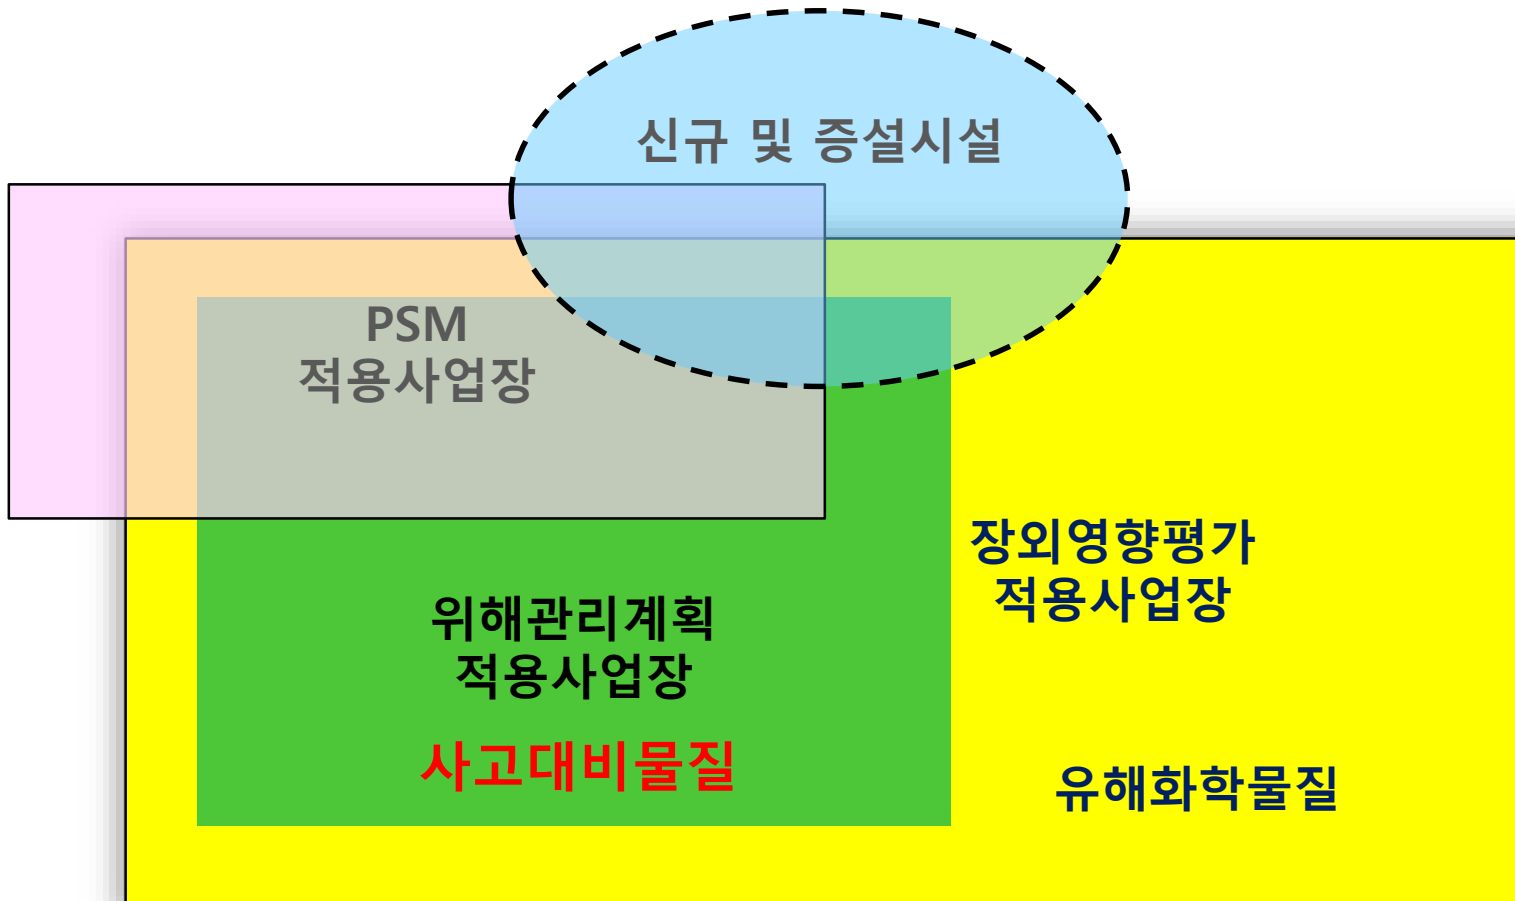 신규 및 증설시설
PSM
적용사업장
장외영향평가
적용사업장
위해관리계획
적용사업장
사고대비물질
유해화학물질